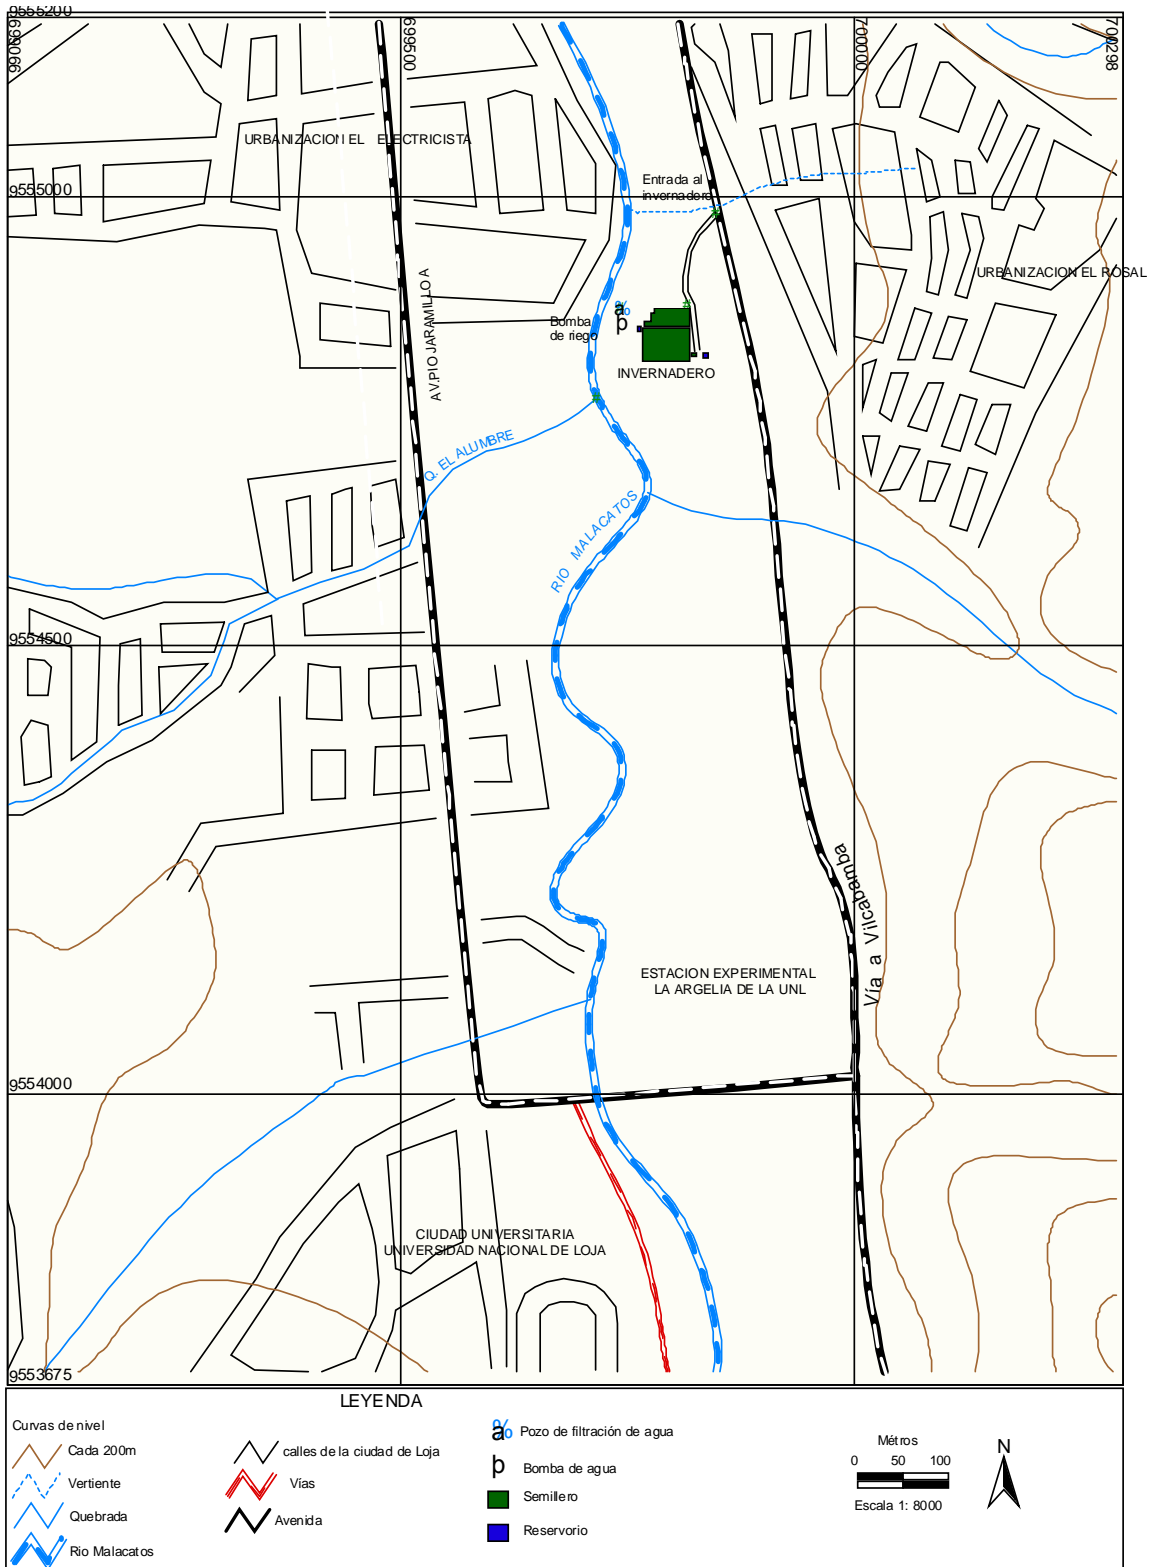 9555200
990669
699500
700000
700298
URBANIZACION EL ELECTRICISTA
Entrada al
invernadero
9555000
URBANIZACION EL ROSAL
AV.PIO JARAMILLO A
%
a
þ
Bomba
de riego
INVERNADERO
Q. EL ALUMBRE
RIO MALACATOS
9554500
Vía a Vilcabamba
ESTACION EXPERIMENTAL
LA ARGELIA DE LA UNL
9554000
CIUDAD UNIVERSITARIA
UNIVERSIDAD NACIONAL DE LOJA
9553675
LEYENDA
Curvas de nivel
Cada 200m
Vertiente
Quebrada
Rio Malacatos
calles de la ciudad de Loja
Vías
Avenida
a % Pozo de filtración de agua
þ Bomba de agua
Semillero
Reservorio
Métros
0 50 100
Escala 1: 8000
N